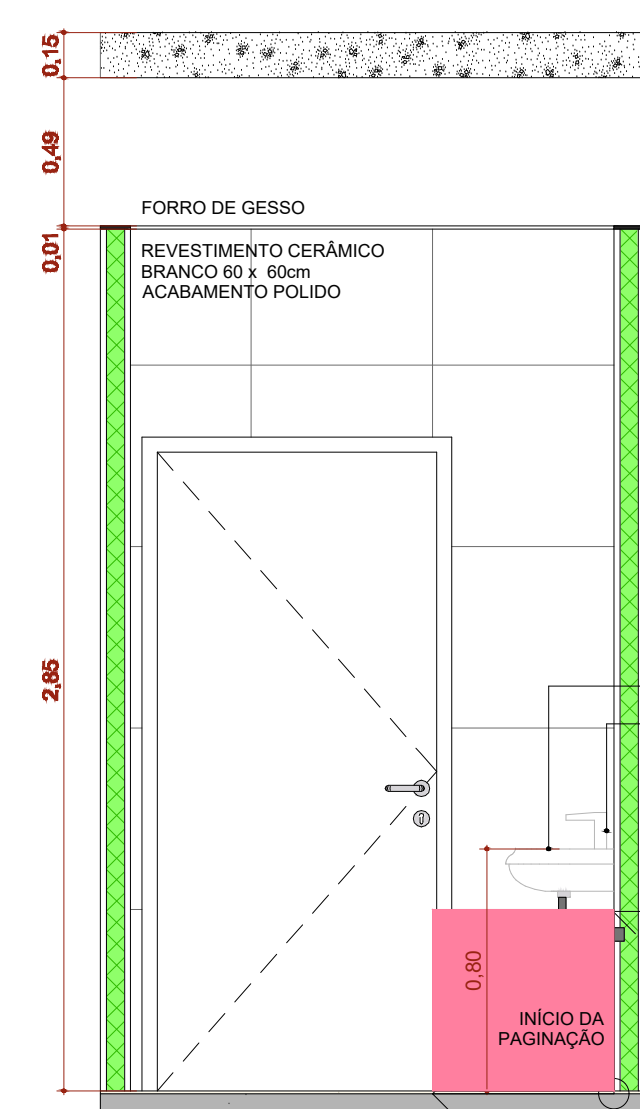 0,15
0,49
FORRO DE GESSO
0,01
REVESTIMENTO CERÂMICO
BRANCO 60 x 60cm
ACABAMENTO POLIDO
2,85
0,80
INÍCIO DA
PAGINAÇÃO